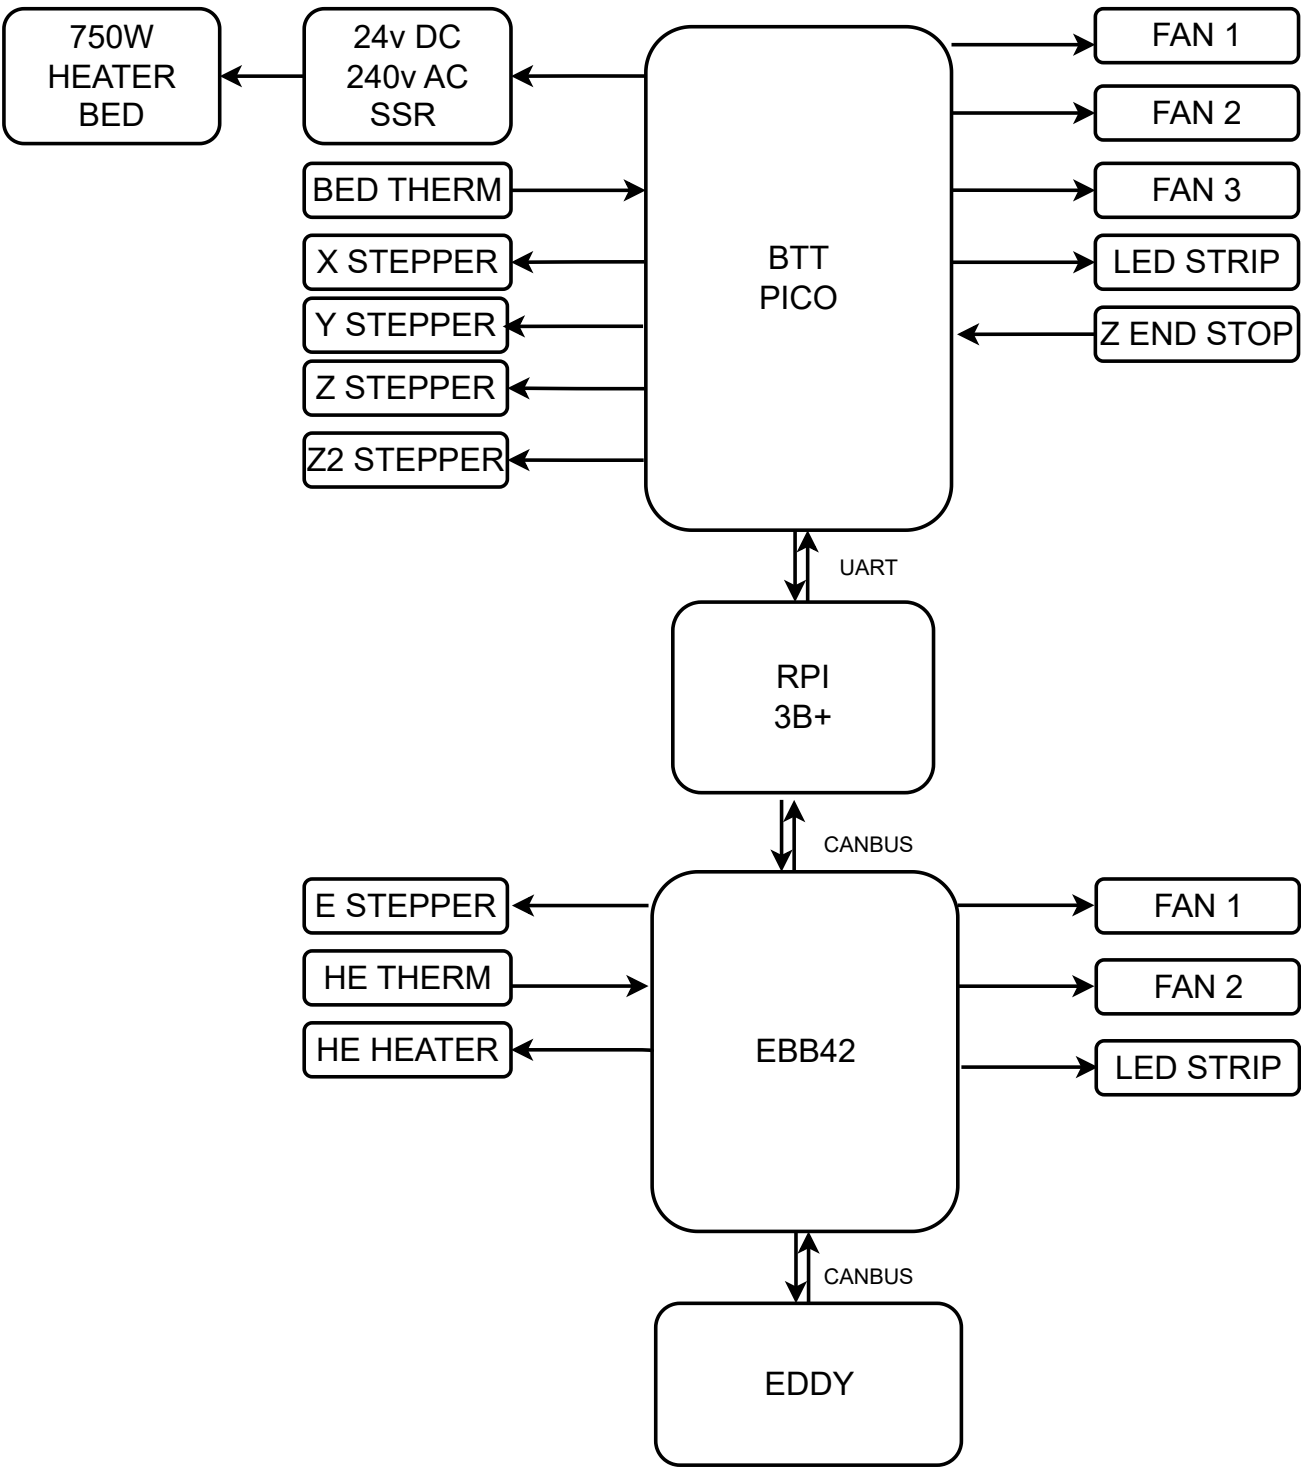 750W
HEATER
BED
24v DC
240v AC
SSR
BED THERM
X STEPPER
Y STEPPER
Z STEPPER
Z2 STEPPER
BTT
PICO
FAN 1
FAN 2
FAN 3
LED STRIP
Z END STOP
UART
RPI
3B+
CANBUS
E STEPPER
HE THERM
HE HEATER
EBB42
FAN 1
FAN 2
LED STRIP
CANBUS
EDDY